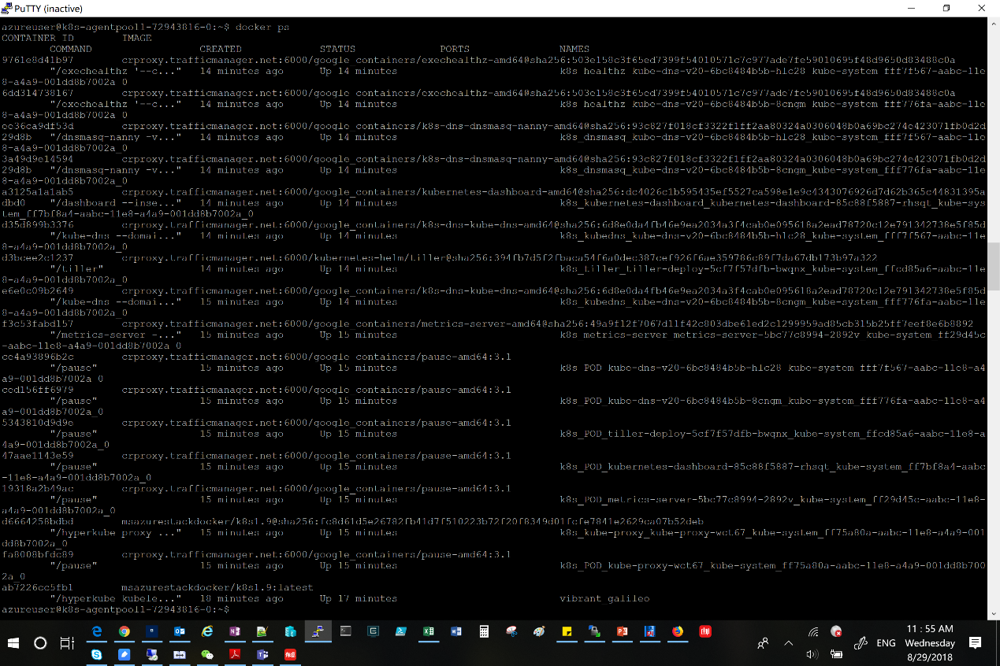 PuTTY (inactive)
azureuser@k8s-agentpool1-72943816-0:~$ docker ps
CONTAINER ID IMAGE
COMMAND CREATED STATUS PORTS NAMES
9761e8d41b97 crproxy.trafficmanager.net:6000/google_containers/exechealthz-amd64@sha256:503e158c3f65ed7399f54010571c7c977ade7fe59010695f48d9650d83488c0a
"/exechealthz '--c..." 14 minutes ago Up 14 minutes k8s_healthz_kube-dns-v20-6bc8484b5b-hlc28_kube-system_fff7f567-aabc-11e
8-a4a9-001dd8b7002a_0
6dd314738167 crproxy.trafficmanager.net:6000/google_containers/exechealthz-amd64@sha256:503e158c3f65ed7399f54010571c7c977ade7fe59010695f48d9650d83488c0a
"/exechealthz '--c..." 14 minutes ago Up 14 minutes k8s_healthz_kube-dns-v20-6bc8484b5b-8cngm_kube-system_fff776fa-aabc-11e
8-a4a9-001dd8b7002a_0
ee36ca9df53d crproxy.trafficmanager.net:6000/google_containers/k8s-dns-dnsmasq-nanny-amd64@sha256:93c827f018cf3322f1ff2aa80324a0306048b0a69bc274e423071fb0d2d
29d8b "/dnsmasq-nanny -v..." 14 minutes ago Up 14 minutes k8s_dnsmasq_kube-dns-v20-6bc8484b5b-hlc28_kube-system_fff7f567-aabc-11e
8-a4a9-001dd8b7002a_0
3a49d9e14594 crproxy.trafficmanager.net:6000/google_containers/k8s-dns-dnsmasq-nanny-amd64@sha256:93c827f018cf3322f1ff2aa80324a0306048b0a69bc274e423071fb0d2d
29d8b "/dnsmasq-nanny -v..." 14 minutes ago Up 14 minutes k8s_dnsmasq_kube-dns-v20-6bc8484b5b-8cngm_kube-system_fff776fa-aabc-11e
8-a4a9-001dd8b7002a_0
a3125a1a1ab5 crproxy.trafficmanager.net:6000/google_containers/kubernetes-dashboard-amd64@sha256:dc4026c1b595435ef5527ca598e1e9c4343076926d7d62b365c44831395a
dbd0 "/dashboard --inse..." 14 minutes ago Up 14 minutes k8s_kubernetes-dashboard_kubernetes-dashboard-85c88f5887-rhsqt_kube-sys
tem_ff7bf8a4-aabc-11e8-a4a9-001dd8b7002a_0
d35d899b3376 crproxy.trafficmanager.net:6000/google_containers/k8s-dns-kube-dns-amd64@sha256:6d8e0da4fb46e9ea2034a3f4cab0e095618a2ead78720c12e791342738e5f85d
"/kube-dns --domai..." 14 minutes ago Up 14 minutes k8s_kubedns_kube-dns-v20-6bc8484b5b-hlc28_kube-system_fff7f567-aabc-11e
8-a4a9-001dd8b7002a_0
d3bcee2c1237 crproxy.trafficmanager.net:6000/kubernetes-helm/tiller@sha256:394fb7d5f2fbaca54f6a0dec387cef926f6ae359786c89f7da67db173b97a322
"/tiller" 14 minutes ago Up 14 minutes k8s_tiller_tiller-deploy-5cf7f57dfb-bwqnx_kube-system_ffcd85a6-aabc-11e
8-a4a9-001dd8b7002a_0
e6e0c09b2649 crproxy.trafficmanager.net:6000/google_containers/k8s-dns-kube-dns-amd64@sha256:6d8e0da4fb46e9ea2034a3f4cab0e095618a2ead78720c12e791342738e5f85d
"/kube-dns --domai..." 15 minutes ago Up 14 minutes k8s_kubedns_kube-dns-v20-6bc8484b5b-8cngm_kube-system_fff776fa-aabc-11e
8-a4a9-001dd8b7002a_0
f3c53fabd157 crproxy.trafficmanager.net:6000/google_containers/metrics-server-amd64@sha256:49a9f12f7067d11f42c803dbe61ed2c1299959ad85cb315b25ff7eef8e6b8892
"/metrics-server -..." 15 minutes ago Up 15 minutes k8s_metrics-server_metrics-server-5bc77c8994-2892v_kube-system_ff29d45c
-aabc-11e8-a4a9-001dd8b7002a_0
ce4a93896b2c crproxy.trafficmanager.net:6000/google_containers/pause-amd64:3.1
"/pause" 15 minutes ago Up 15 minutes k8s_POD_kube-dns-v20-6bc8484b5b-hlc28_kube-system_fff7f567-aabc-11e8-a4
a9-001dd8b7002a_0
ced156ff6979 crproxy.trafficmanager.net:6000/google_containers/pause-amd64:3.1
"/pause" 15 minutes ago Up 15 minutes k8s_POD_kube-dns-v20-6bc8484b5b-8cngm_kube-system_fff776fa-aabc-11e8-a4
a9-001dd8b7002a_0
5343810d9d9e crproxy.trafficmanager.net:6000/google_containers/pause-amd64:3.1
"/pause" 15 minutes ago Up 15 minutes k8s_POD_tiller-deploy-5cf7f57dfb-bwqnx_kube-system_ffcd85a6-aabc-11e8-a
4a9-001dd8b7002a_0
47aae1143e59 crproxy.trafficmanager.net:6000/google_containers/pause-amd64:3.1
"/pause" 15 minutes ago Up 15 minutes k8s_POD_kubernetes-dashboard-85c88f5887-rhsqt_kube-system_ff7bf8a4-aabc
-11e8-a4a9-001dd8b7002a_0
19318a2b49ac crproxy.trafficmanager.net:6000/google_containers/pause-amd64:3.1
"/pause" 15 minutes ago Up 15 minutes k8s_POD_metrics-server-5bc77c8994-2892v_kube-system_ff29d45c-aabc-11e8-
a4a9-001dd8b7002a_0
d6664258bdbd msazurestackdocker/k8s1.9@sha256:fc8d61d5e26782fb41d7f510223b72f20f8349d01fcfe7841e2629ca07b52deb
"/hyperkube proxy ..." 15 minutes ago Up 15 minutes k8s_kube-proxy_kube-proxy-wct67_kube-system_ff75a80a-aabc-11e8-a4a9-001
dd8b7002a_0
fa8008bfdc89 crproxy.trafficmanager.net:6000/google_containers/pause-amd64:3.1
"/pause" 15 minutes ago Up 15 minutes k8s_POD_kube-proxy-wct67_kube-system_ff75a80a-aabc-11e8-a4a9-001dd8b700
2a_0
ab7226cc5fb1 msazurestackdocker/k8s1.9:latest
"/hyperkube kubele..." 18 minutes ago Up 17 minutes vibrant_galileo
azureuser@k8s-agentpool1-72943816-0:~$
11 : 55 AM
ENG Wednesday
8/29/2018